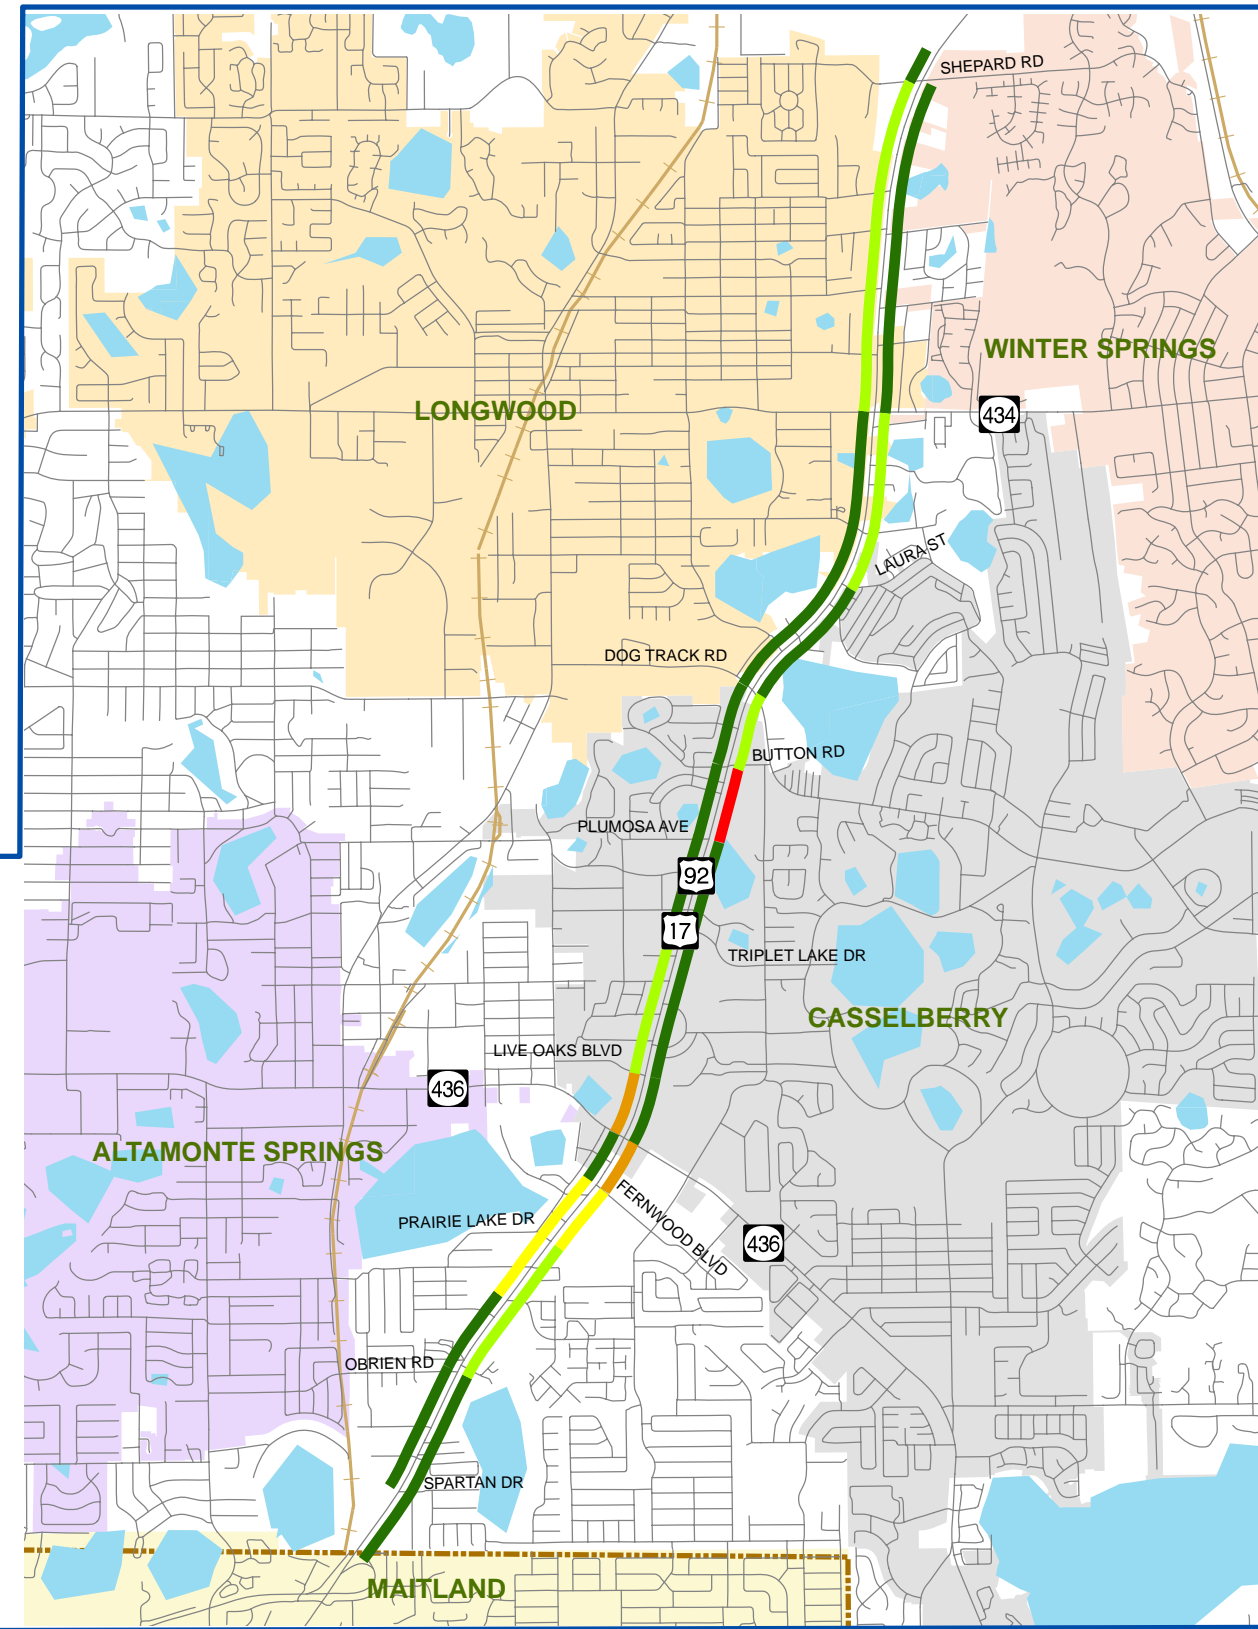 SHEPARD RD
WINTER SPRINGS
LONGWOOD
434
LAURA ST
DOG TRACK RD
BUTTON RD
PLUMOSA AVE
92
17
TRIPLET LAKE DR
CASSELBERRY
LIVE OAKS BLVD
436
ALTAMONTE SPRINGS
FERNWOOD BLVD
PRAIRIE LAKE DR
436
OBRIEN RD
SPARTAN DR
MAITLAND